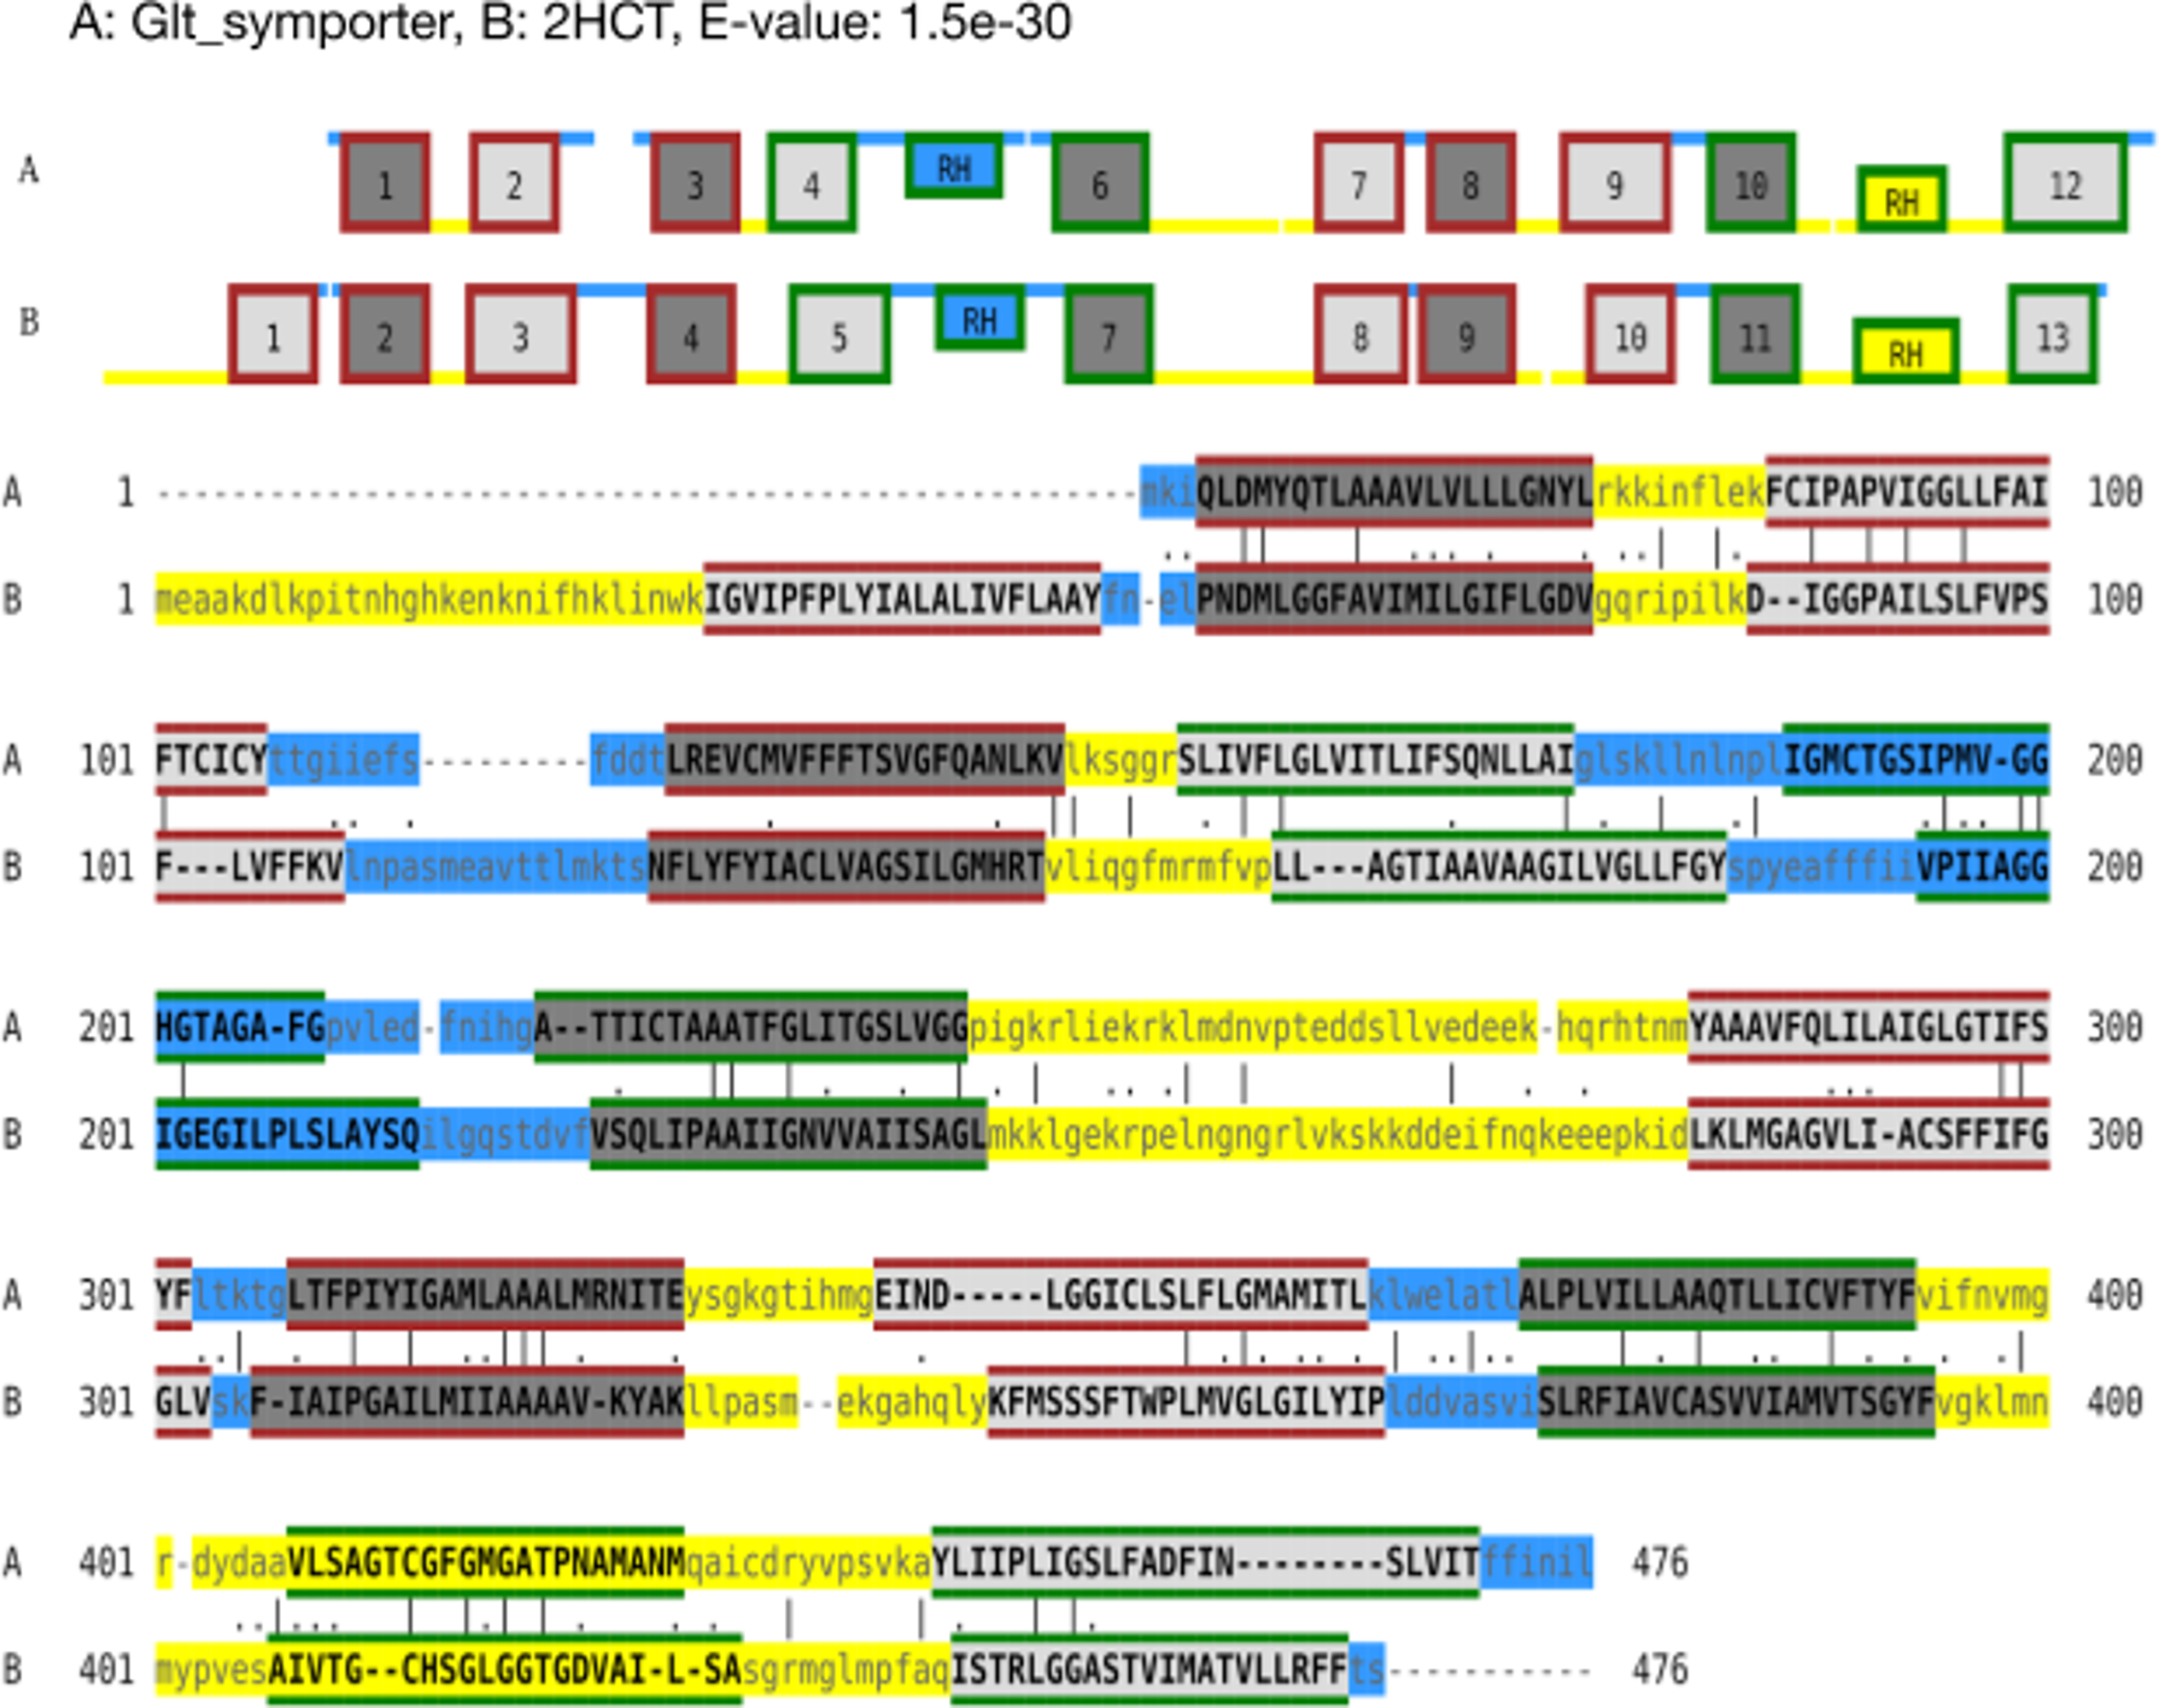 A: Glt_symporter, B: 2HCT, E-value: 1.5e-30
A 1 2 3 4 RH 6 7 8 9 10 RH 12
B 1 2 3 4 5 RH 7 8 9 10 11 RH 13
A 1 ----------------------------------------------------mkiQLDMYQTLAAAVLVLLLGNYLrkkinflekFCIPAPVIGGLLFAI 100
B 1 meaakdlkpitnhghkenknifhklinwkIGVIPFPLYIALALIVFLAAYfn-elPNDMLGGFAVIMILGIFLGDVgqripilkD--IGGPAILSLFVPS 100
A 101 FTCICYttgiiefs---------fddtLREVCMVFFFTSVGFQANLKVlksggrSLIVFLGLVITLIFSQNLLAIglskllnlnplIGMCTGSIPMV-GG 200
B 101 F---LVFFKVlnpasmeavttlmktsNFLYFYIACLVAGSILGMHRTvliqgfmrmfvpLL---AGTIAAVAAGILVGLLFGYspyeafffiiVPIIAGG 200
A 201 HGTAGA-FGpvled-fnihgA--TTICTAAATFGLITGSLVGGpigkrliekrklmdnvpteddsllvedeek-hqrhtnmYAAAVFQLILAIGLGTIFS 300
B 201 IGEGILPLSLAYSQilgqstdvfVSQLIPAAIIGNVVAIISAGLmkklgekrpelngngrlvkskkddeifnqkeeepkidLKLMGAGVLI-ACSFFIFG 300
A 301 YFltktgLTFPIYIGAMLAAALMRNITEysgkgtihmgEIND-----LGGICLSLFLGMAMITLklwelatlALPLVILLAAQTLLICVFTYFvifnvmg 400
B 301 GLVskF-IAIPGAILMIIAAAAV-KYAKllpasm--ekgahqlyKFMSSSFTWPLMVGLGILYIPlddvasviSLRFIAVCASVVIAMVTSGYFvgklmn 400
A 401 r-dydaaVLSAGTCGFGMGATPNAMANMqaicdryvpsvkaYLIIPLIGSLFADFIN--------SLVITffinil 476
B 401 mypvesAIVTG--CHSGLGGTGDVAI-L-SAsgrmglmpfaqISTRLGGASTVIMATVLLRFFts----------- 476